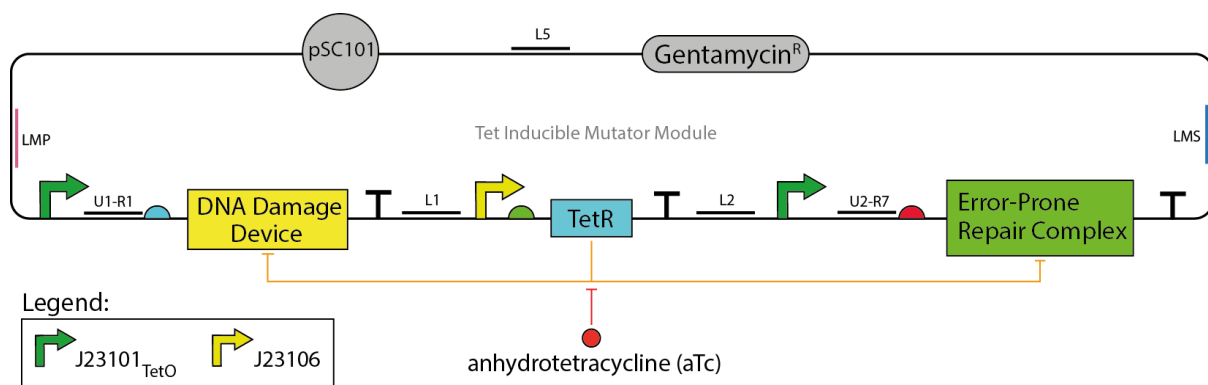 L5
pSC101
Gentamycin^R
LMP
Tet Inducible Mutator Module
LMS
U1-R1
DNA Damage
Device
L1
TetR
L2
U2-R7
Error-Prone
Repair Complex
Legend:
J23101_TetO
J23106
anhydrotetracycline (aTc)